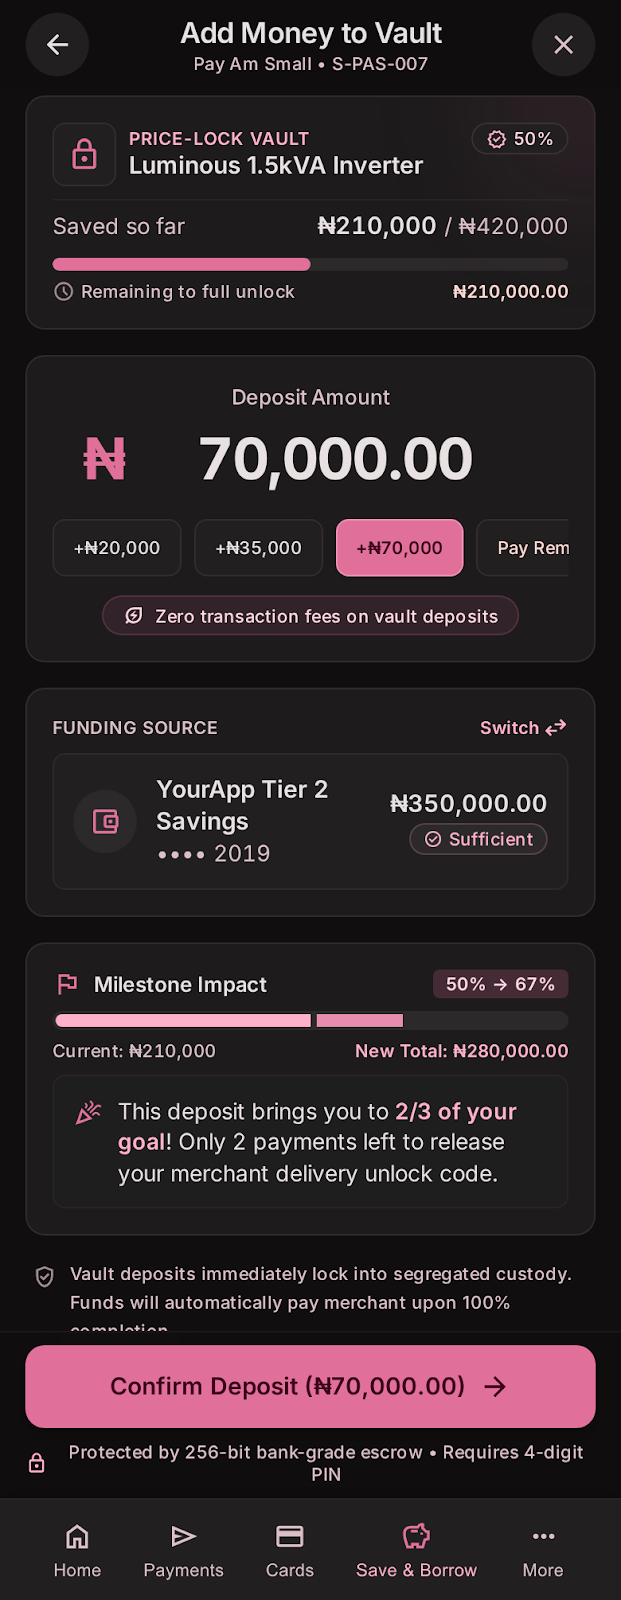 Add Money to Vault
Pay Am Small • S-PAS-007
PRICE-LOCK VAULT
50%
Luminous 1.5kVA Inverter
Saved so far
₦210,000 / ₦420,000
Remaining to full unlock
₦210,000.00
Deposit Amount
₦ 70,000.00
+₦20,000
+₦35,000
+₦70,000
Pay Rem
Zero transaction fees on vault deposits
FUNDING SOURCE
Switch
YourApp Tier 2
Savings
•••• 2019
₦350,000.00
Sufficient
Milestone Impact
50% → 67%
Current: ₦210,000
New Total: ₦280,000.00
This deposit brings you to 2/3 of your
goal! Only 2 payments left to release
your merchant delivery unlock code.
Vault deposits immediately lock into segregated custody.
Funds will automatically pay merchant upon 100%
completion
Confirm Deposit (₦70,000.00) →
Protected by 256-bit bank-grade escrow • Requires 4-digit
PIN
Home
Payments
Cards
Save & Borrow
More